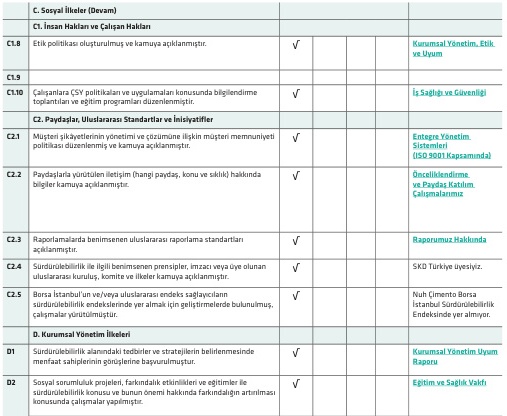 C. Sosyal İlkeler (Devam)
C1. İnsan Hakları ve Çalışan Hakları
C1.8 Etik politikası oluşturulmuş ve kamuya açıklanmıştır. √ Kurumsal Yönetim, Etik
ve Uyum
C1.9
C1.10 Çalışanlara ÇSY politikaları ve uygulamaları konusunda bilgilendirme √ İş Sağlığı ve Güvenliği
toplantıları ve eğitim programları düzenlenmiştir.
C2. Paydaşlar, Uluslararası Standartlar ve İnisiyatifler
C2.1 Müşteri şikâyetlerinin yönetimi ve çözümüne ilişkin müşteri memnuniyeti √ Entegre Yönetim
politikası düzenlenmiş ve kamuya açıklanmıştır. Sistemleri
(ISO 9001 Kapsamında)
C2.2 Paydaşlarla yürütülen iletişim (hangi paydaş, konu ve sıklık) hakkında √ Önceliklendirme
bilgiler kamuya açıklanmıştır. ve Paydaş Katılım
Çalışmalarımız
C2.3 Raporlamalarda benimsenen uluslararası raporlama standartları √ Raporumuz Hakkında
açıklanmıştır.
C2.4 Sürdürülebilirlik ile ilgili benimsenen prensipler, imzacı veya üye olunan √ SKD Türkiye üyesiyiz.
uluslararası kuruluş, komite ve ilkeler kamuya açıklanmıştır.
C2.5 Borsa İstanbul'un ve/veya uluslararası endeks sağlayıcıların √ Nuh Çimento Borsa
sürdürülebilirlik endekslerinde yer almak için geliştirmelerde bulunulmuş, İstanbul Sürdürülebilirlik
çalışmalar yürütülmüştür. Endeksinde yer almıyor.
D. Kurumsal Yönetim İlkeleri
D1 Sürdürülebilirlik alanındaki tedbirler ve stratejilerin belirlenmesinde √ Kurumsal Yönetim Uyum
menfaat sahiplerinin görüşlerine başvurulmuştur. Raporu
D2 Sosyal sorumluluk projeleri, farkındalık etkinlikleri ve eğitimler ile √ Eğitim ve Sağlık Vakfı
sürdürülebilirlik konusu ve bunun önemi hakkında farkındalığın artırılması
konusunda çalışmalar yapılmıştır.